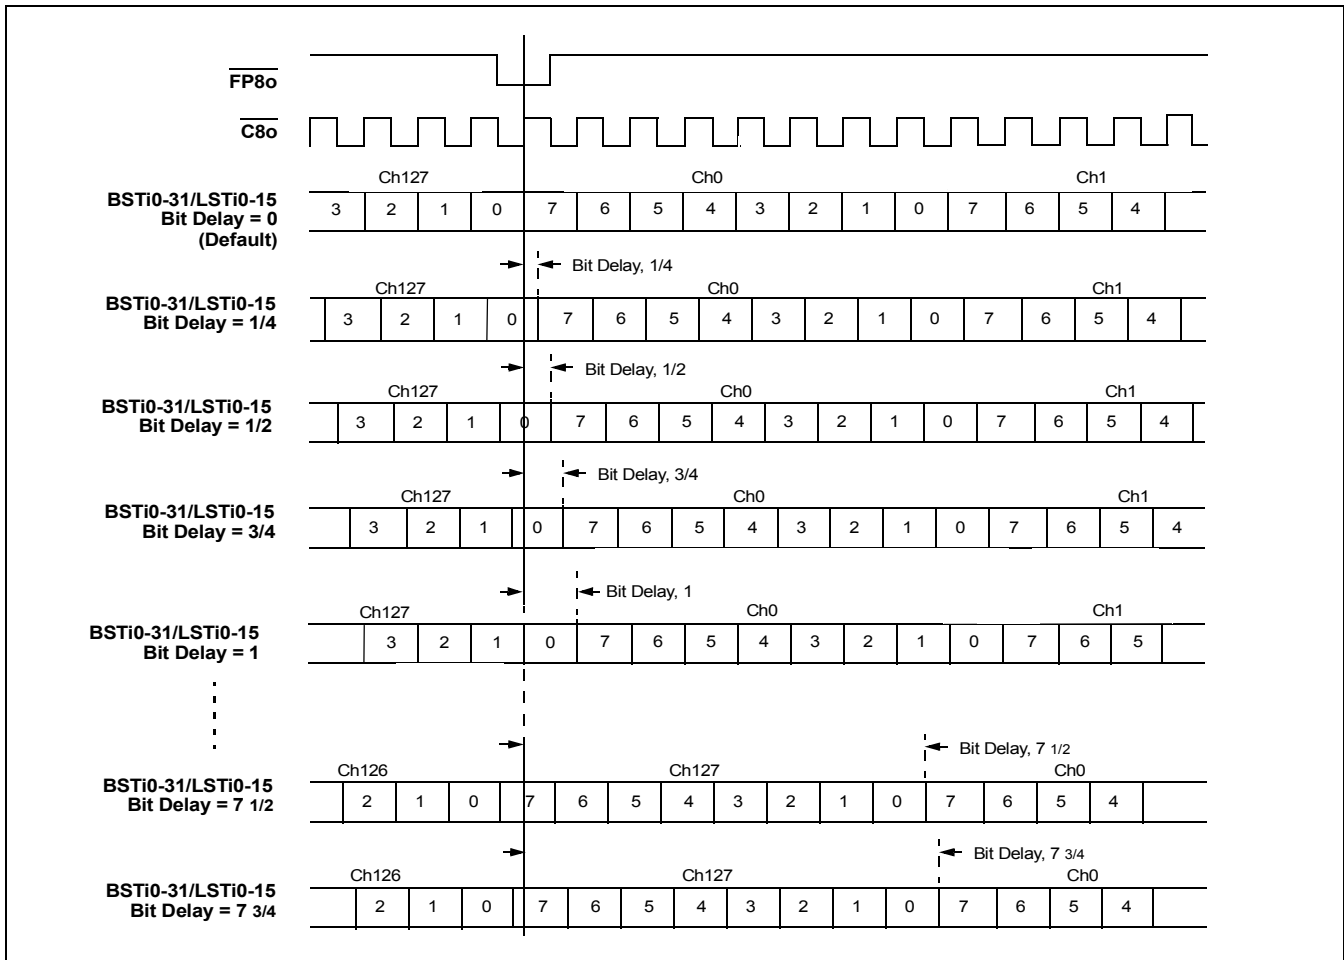 FP8o
C8o
Ch127 Ch0 Ch1
BSTi0-31/LSTi0-15
Bit Delay = 0
(Default)
3 2 1 0 7 6 5 4 3 2 1 0 7 6 5 4
Bit Delay, 1/4
Ch127 Ch0 Ch1
BSTi0-31/LSTi0-15
Bit Delay = 1/4
3 2 1 0 7 6 5 4 3 2 1 0 7 6 5 4
Bit Delay, 1/2
Ch127 Ch0 Ch1
BSTi0-31/LSTi0-15
Bit Delay = 1/2
3 2 1 0 7 6 5 4 3 2 1 0 7 6 5 4
Bit Delay, 3/4
Ch127 Ch0 Ch1
BSTi0-31/LSTi0-15
Bit Delay = 3/4
3 2 1 0 7 6 5 4 3 2 1 0 7 6 5 4
Bit Delay, 1
Ch127 Ch0 Ch1
BSTi0-31/LSTi0-15
Bit Delay = 1
3 2 1 0 7 6 5 4 3 2 1 0 7 6 5
Bit Delay, 7 1/2
Ch126 Ch127 Ch0
BSTi0-31/LSTi0-15
Bit Delay = 7 1/2
2 1 0 7 6 5 4 3 2 1 0 7 6 5 4
Bit Delay, 7 3/4
Ch126 Ch127 Ch0
BSTi0-31/LSTi0-15
Bit Delay = 7 3/4
2 1 0 7 6 5 4 3 2 1 0 7 6 5 4